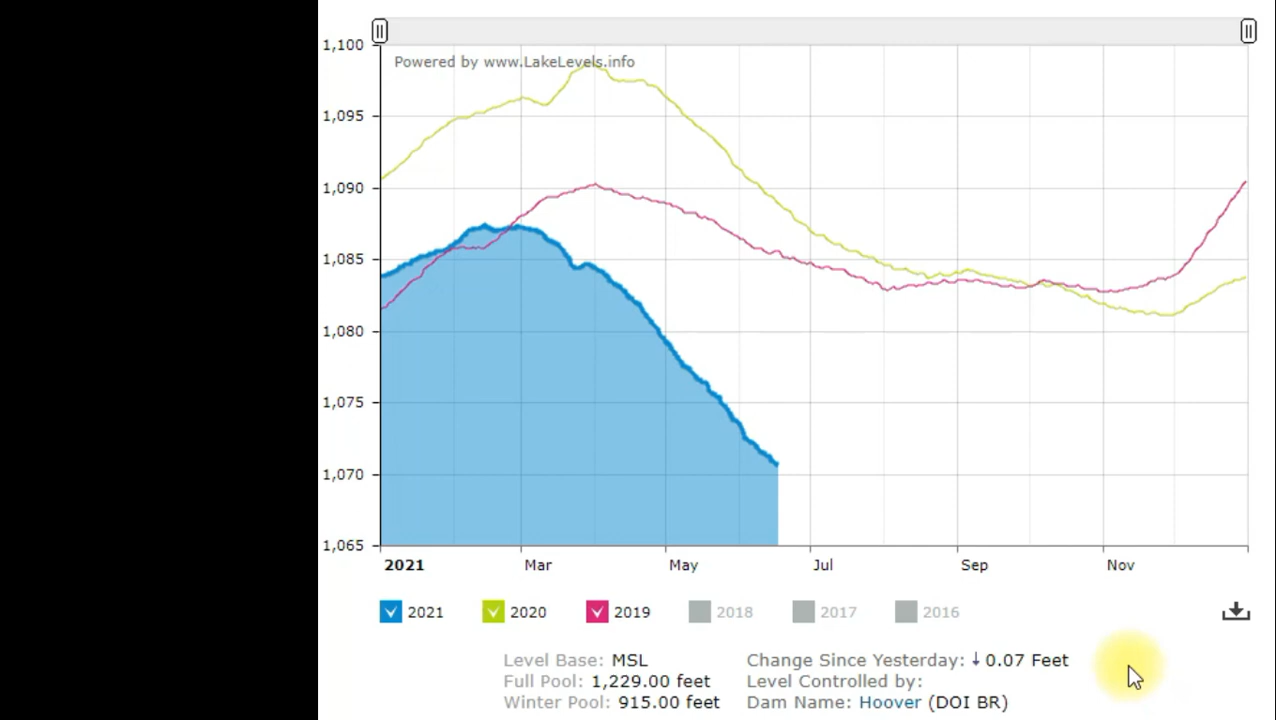 1,100
Powered by www.LakeLevels.info
1,095
1,090
1,085
1,080
1,075
1,070
1,065
2021 Mar May Jul Sep Nov
2021 2020 2019 2018 2017 2016
Level Base: MSL
Full Pool: 1,229.00 feet
Winter Pool: 915.00 feet
Change Since Yesterday: ↓ 0.07 Feet
Level Controlled by:
Dam Name: Hoover (DOI BR)